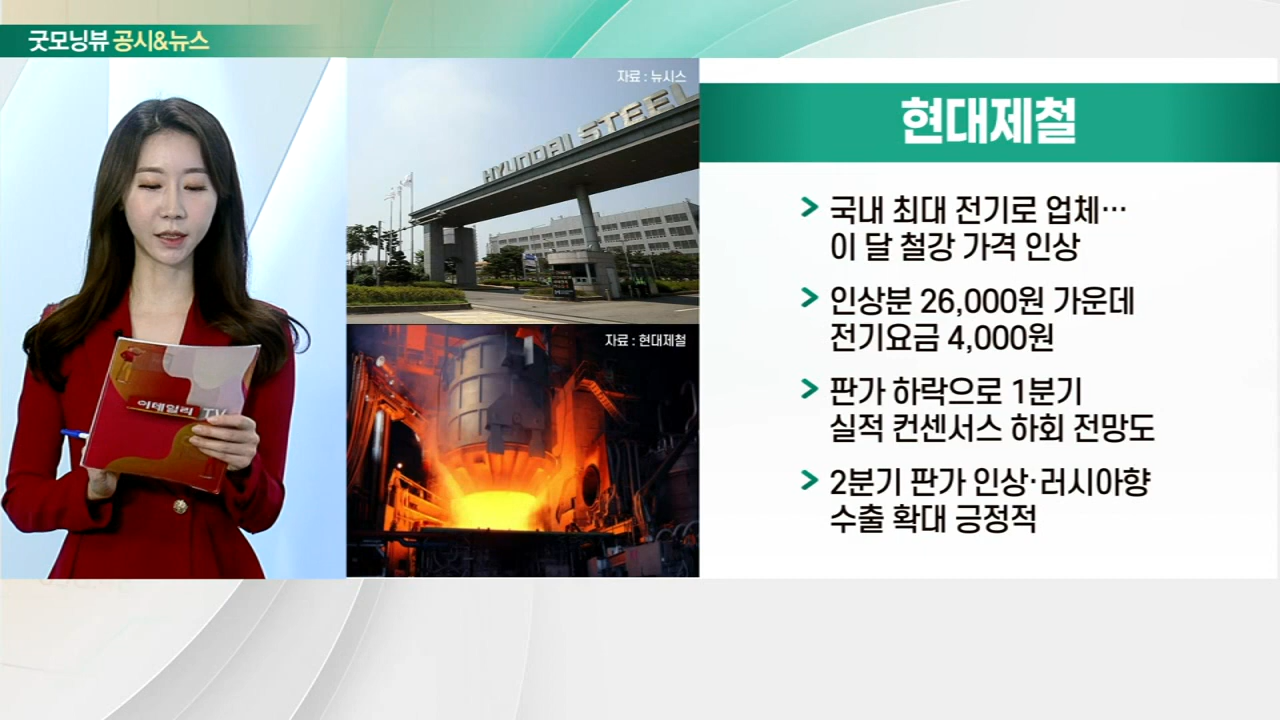 굿모닝뷰 공시&뉴스
자료 : 뉴시스
HYUNDAI STEEL
자료 : 현대제철
이데일리 TV
현대제철
국내 최대 전기로 업체…
이 달 철강 가격 인상
인상분 26,000원 가운데
전기요금 4,000원
판가 하락으로 1분기
실적 컨센서스 하회 전망도
2분기 판가 인상·러시아향
수출 확대 긍정적